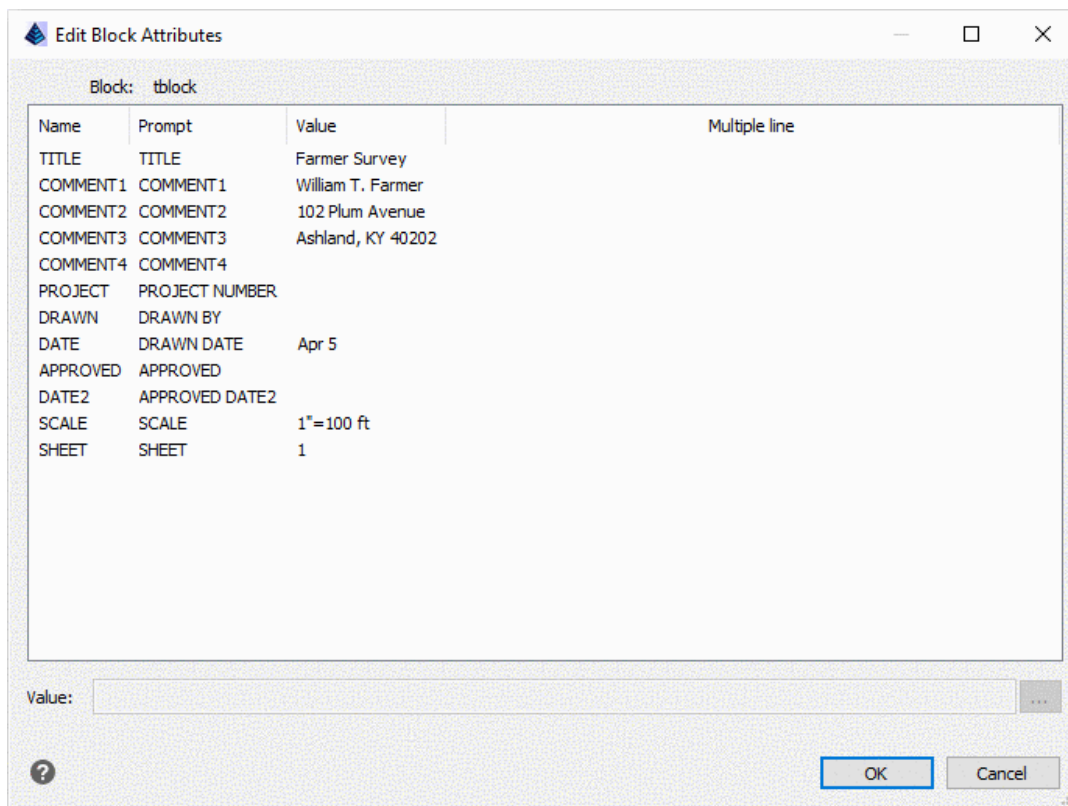 Edit Block Attributes
Block: tblock
Name Prompt Value Multiple line
TITLE TITLE Farmer Survey
COMMENT1 COMMENT1 William T. Farmer
COMMENT2 COMMENT2 102 Plum Avenue
COMMENT3 COMMENT3 Ashland, KY 40202
COMMENT4 COMMENT4
PROJECT PROJECT NUMBER
DRAWN DRAWN BY
DATE DRAWN DATE Apr 5
APPROVED APPROVED
DATE2 APPROVED DATE2
SCALE SCALE 1"=100 ft
SHEET SHEET 1
Value: ...
? OK Cancel